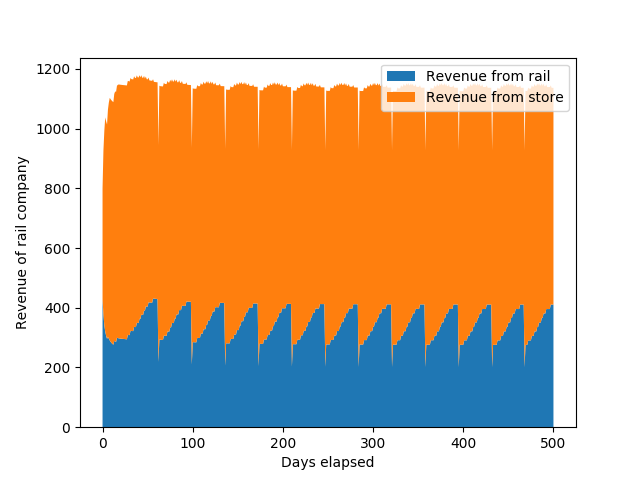 Revenue from rail
Revenue from store
Revenue of rail company
1200
1000
800
600
400
200
0
0 100 200 300 400 500
Days elapsed